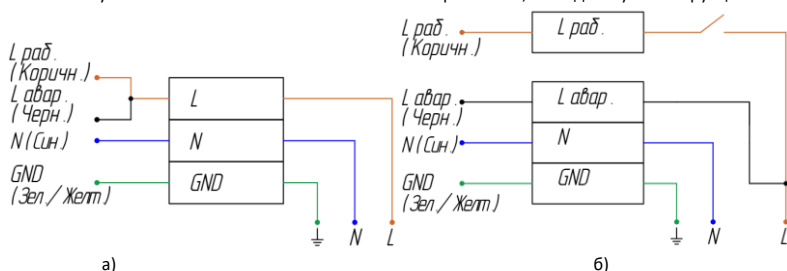 L раб.
(Коричн.)
L авар.
(Черн.)
N (Син.)
GND
(Зел./Желт.)
L
N
GND
N
L
а)
L раб.
(Коричн.)
L авар.
(Черн.)
N (Син.)
GND
(Зел./Желт.)
L раб.
L авар.
N
GND
N
L
б)